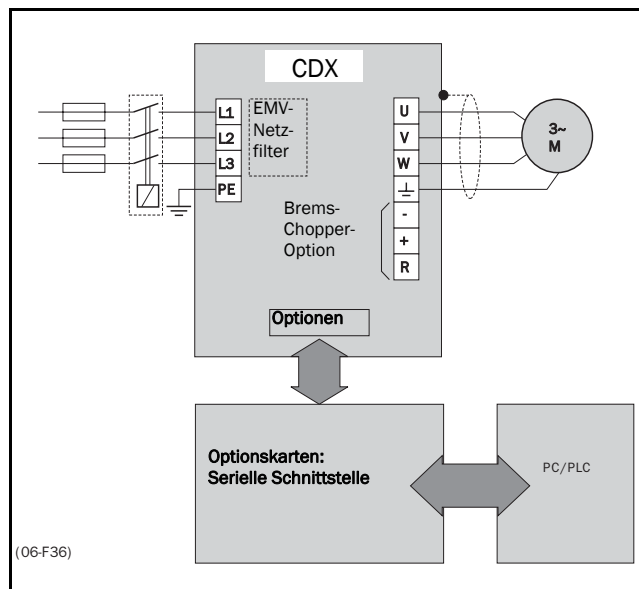 CDX
L1
L2
L3
PE
EMV-
Netz-
filter
U
V
W
-
+
R
3~
M
Brems-
Chopper-
Option
Optionen
Optionskarten:
Serielle Schnittstelle
PC/PLC
(06-F36)